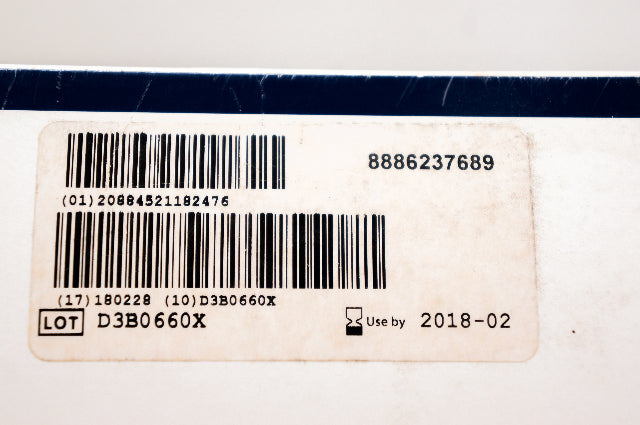 8886237689
(01)20884521182476
(17)180228 (10)D3B0660X
LOT D3B0660X
Use by 2018-02